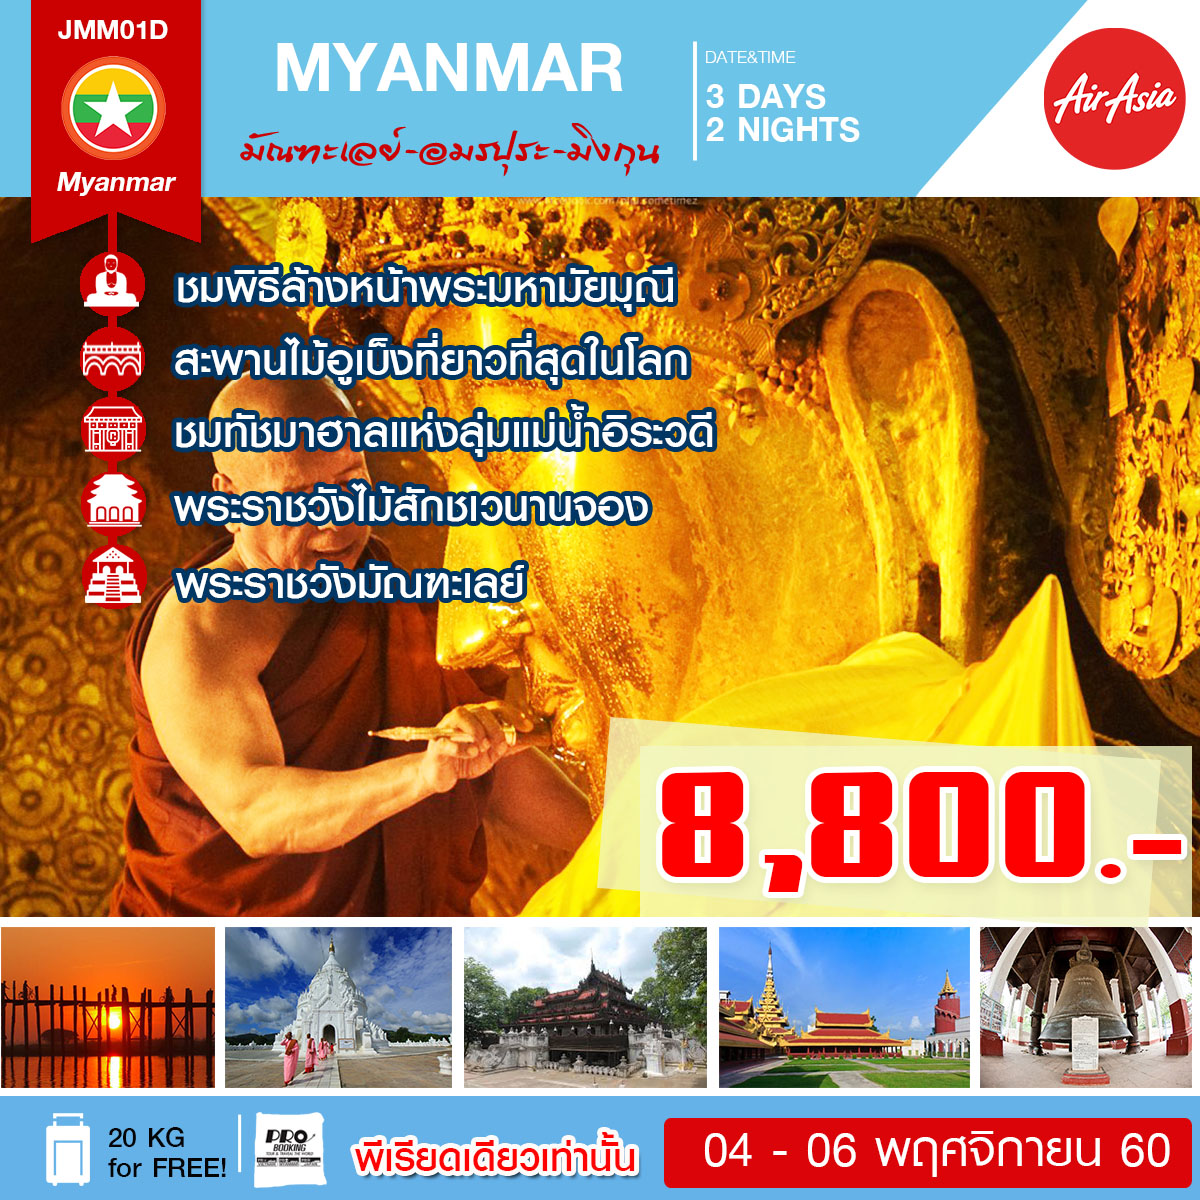 JMM01D
Myanmar
MYANMAR
มัณฑะเลย์-อมรปุระ-มิงกุน
DATE&TIME
3 DAYS
2 NIGHTS
AirAsia
ชมพิธีล้างหน้าพระมหามัยมุณี
สะพานไม้อูเบ็งที่ยาวที่สุดในโลก
ชมทัชมาฮาลแห่งลุ่มแม่น้ำอิระวดี
พระราชวังไม้สักชเวนานจอง
พระราชวังมัณฑะเลย์
8,800.-
20 KG
for FREE!
PRO
BOOKING
TOUR & TRAVEL THE WORLD
พีเรียดเดียวเท่านั้น
04 - 06 พฤศจิกายน 60